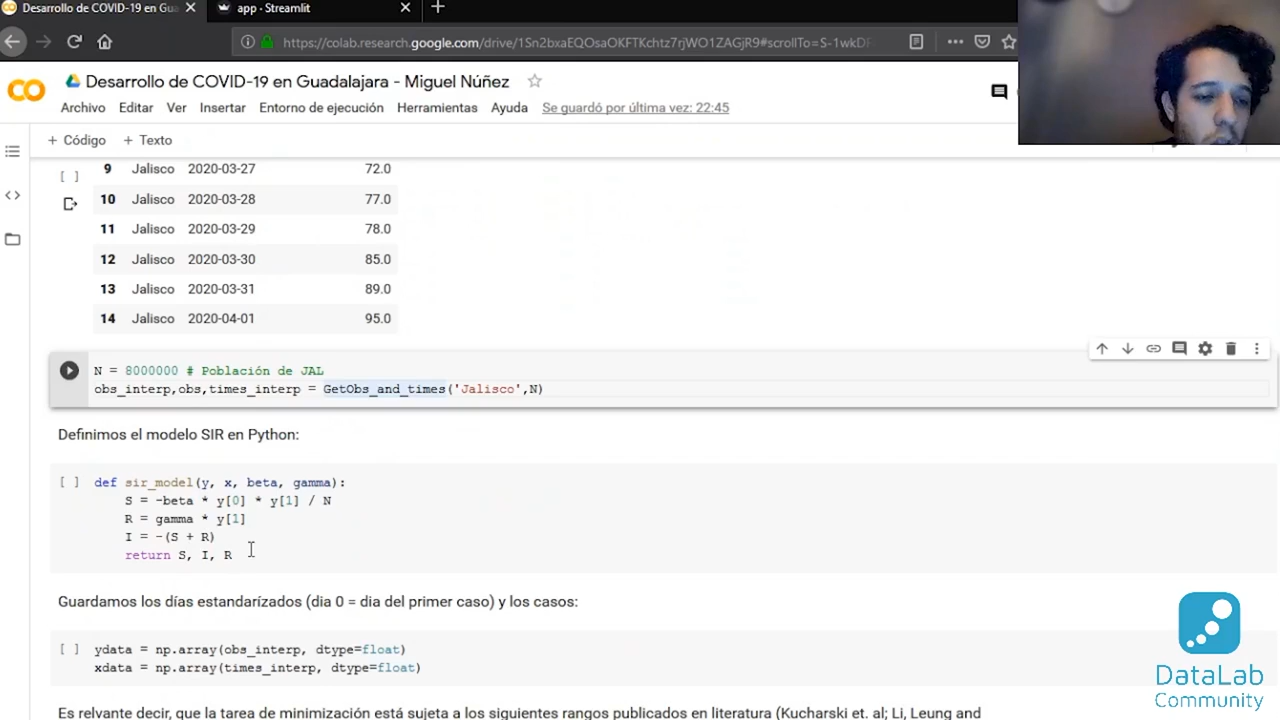 Desarrollo de COVID-19 en Gua
app - Streamlit
https://colab.research.google.com/drive/1Sn2bxaEQOsaOKFTKchtz7rjWO1ZAGjR9#scrollTo=S-1wkDF
Desarrollo de COVID-19 en Guadalajara - Miguel Núñez
Archivo Editar Ver Insertar Entorno de ejecución Herramientas Ayuda Se guardó por última vez: 22:45
+ Código + Texto
9 Jalisco 2020-03-27 72.0
10 Jalisco 2020-03-28 77.0
11 Jalisco 2020-03-29 78.0
12 Jalisco 2020-03-30 85.0
13 Jalisco 2020-03-31 89.0
14 Jalisco 2020-04-01 95.0
N = 8000000 # Población de JAL
obs_interp,obs,times_interp = GetObs_and_times('Jalisco',N)
Definimos el modelo SIR en Python:
[ ] def sir_model(y, x, beta, gamma):
S = -beta * y[0] * y[1] / N
R = gamma * y[1]
I = -(S + R)
return S, I, R
Guardamos los días estandarízados (dia 0 = dia del primer caso) y los casos:
[ ] ydata = np.array(obs_interp, dtype=float)
xdata = np.array(times_interp, dtype=float)
Es relvante decir, que la tarea de minimización está sujeta a los siguientes rangos publicados en literatura (Kucharski et. al; Li, Leung and
DataLab
Community